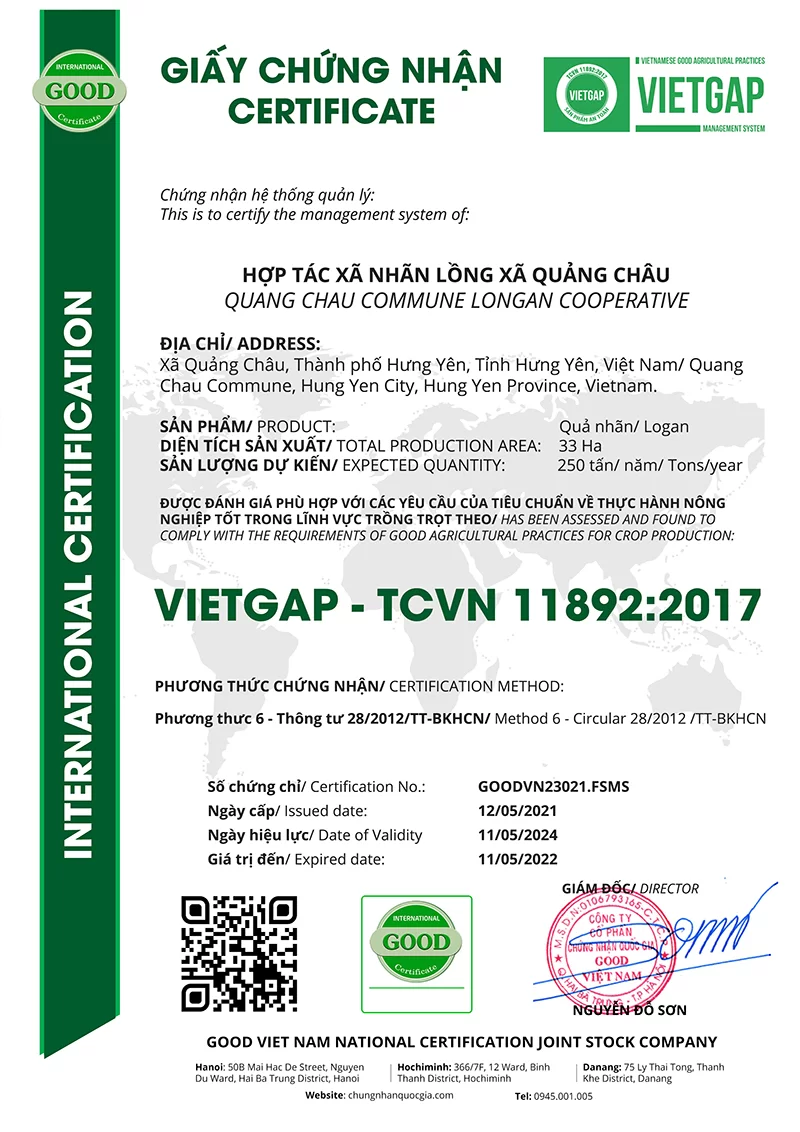 INTERNATIONAL
GOOD
Certificate
GIẤY CHỨNG NHẬN
CERTIFICATE
TCVN 11892:2017
VIETGAP
SẢN PHẨM AN TOÀN
VIETNAMESE GOOD AGRICULTURAL PRACTICES
VIETGAP
MANAGEMENT SYSTEM
INTERNATIONAL CERTIFICATION
Chứng nhận hệ thống quản lý:
This is to certify the management system of:
HỢP TÁC XÃ NHÃN LỒNG XÃ QUẢNG CHÂU
QUANG CHAU COMMUNE LONGAN COOPERATIVE
ĐỊA CHỈ/ ADDRESS:
Xã Quảng Châu, Thành phố Hưng Yên, Tỉnh Hưng Yên, Việt Nam/ Quang
Chau Commune, Hung Yen City, Hung Yen Province, Vietnam.
SẢN PHẨM/ PRODUCT: Quả nhãn/ Logan
DIỆN TÍCH SẢN XUẤT/ TOTAL PRODUCTION AREA: 33 Ha
SẢN LƯỢNG DỰ KIẾN/ EXPECTED QUANTITY: 250 tấn/ năm/ Tons/year
ĐƯỢC ĐÁNH GIÁ PHÙ HỢP VỚI CÁC YÊU CẦU CỦA TIÊU CHUẨN VỀ THỰC HÀNH NÔNG
NGHIỆP TỐT TRONG LĨNH VỰC TRỒNG TRỌT THEO/ HAS BEEN ASSESSED AND FOUND TO
COMPLY WITH THE REQUIREMENTS OF GOOD AGRICULTURAL PRACTICES FOR CROP PRODUCTION:
VIETGAP - TCVN 11892:2017
PHƯƠNG THỨC CHỨNG NHẬN/ CERTIFICATION METHOD:
Phương thưc 6 - Thông tư 28/2012/TT-BKHCN/ Method 6 - Circular 28/2012 /TT-BKHCN
Số chứng chỉ/ Certification No.: GOODVN23021.FSMS
Ngày cấp/ Issued date: 12/05/2021
Ngày hiệu lực/ Date of Validity 11/05/2024
Giá trị đến/ Expired date: 11/05/2022
GIÁM ĐỐC/ DIRECTOR
INTERNATIONAL
GOOD
Certificate
M.S.D.N:0106793165-C.T.C.P
CÔNG TY
CỔ PHẦN
CHỨNG NHẬN QUỐC GIA
GOOD
VIỆT NAM
Q. HAI BÀ TRƯNG - T.P HÀ NỘI
NGUYỄN ĐỖ SƠN
GOOD VIET NAM NATIONAL CERTIFICATION JOINT STOCK COMPANY
Hanoi: 50B Mai Hac De Street, Nguyen
Du Ward, Hai Ba Trung District, Hanoi
Hochiminh: 366/7F, 12 Ward, Binh
Thanh District, Hochiminh
Danang: 75 Ly Thai Tong, Thanh
Khe District, Danang
Website: chungnhanquocgia.com
Tel: 0945.001.005